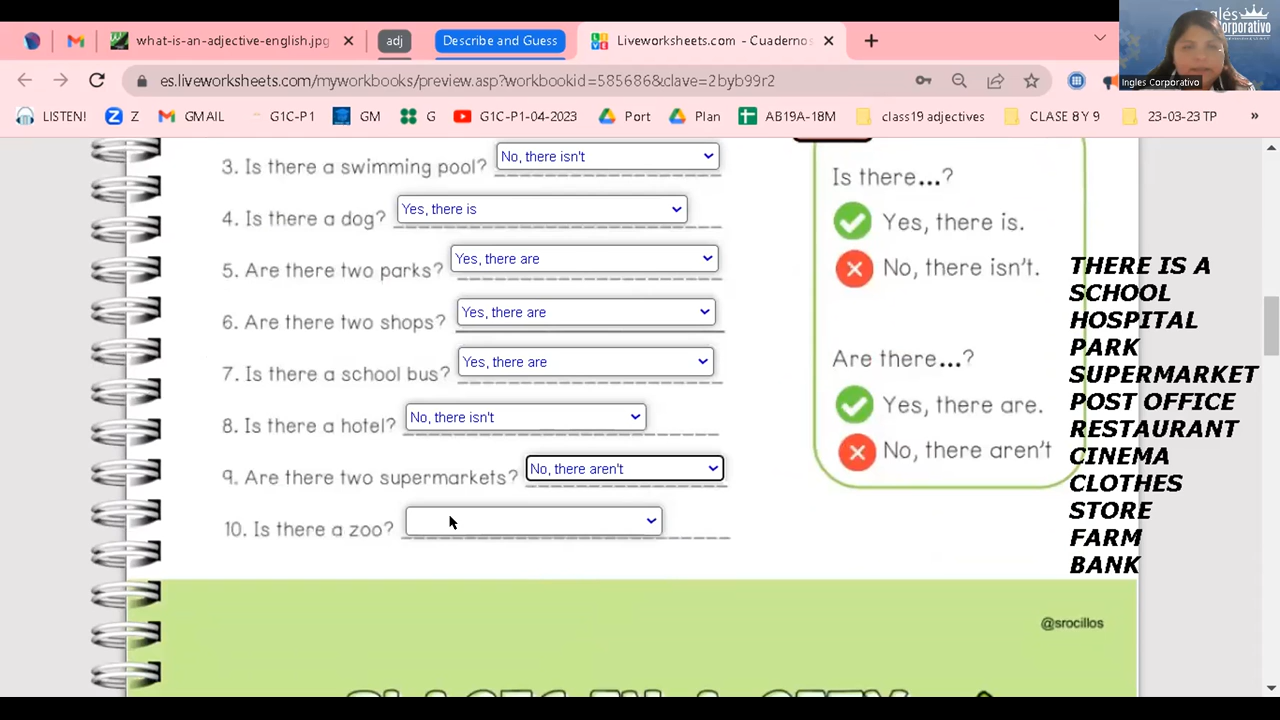 what-is-an-adjective-english.jpg
adj
Describe and Guess
Liveworksheets.com - Cuaderno
es.liveworksheets.com/myworkbooks/preview.asp?workbookid=585686&clave=2byb99r2
inglés
Corporativo
Ingles Corporativo
LISTEN!
Z
GMAIL
G1C-P1
GM
G
G1C-P1-04-2023
Port
Plan
AB19A-18M
class19 adjectives
CLASE 8Y 9
23-03-23 TP
»
3. Is there a swimming pool? No, there isn't
4. Is there a dog? Yes, there is
5. Are there two parks? Yes, there are
6. Are there two shops? Yes, there are
7. Is there a school bus? Yes, there are
8. Is there a hotel? No, there isn't
9. Are there two supermarkets? No, there aren't
10. Is there a zoo?
Is there...?
Yes, there is.
No, there isn't.
Are there...?
Yes, there are.
No, there aren't
THERE IS A
SCHOOL
HOSPITAL
PARK
SUPERMARKET
POST OFFICE
RESTAURANT
CINEMA
CLOTHES
STORE
FARM
BANK
@srocillos
PLACES IN A CITY